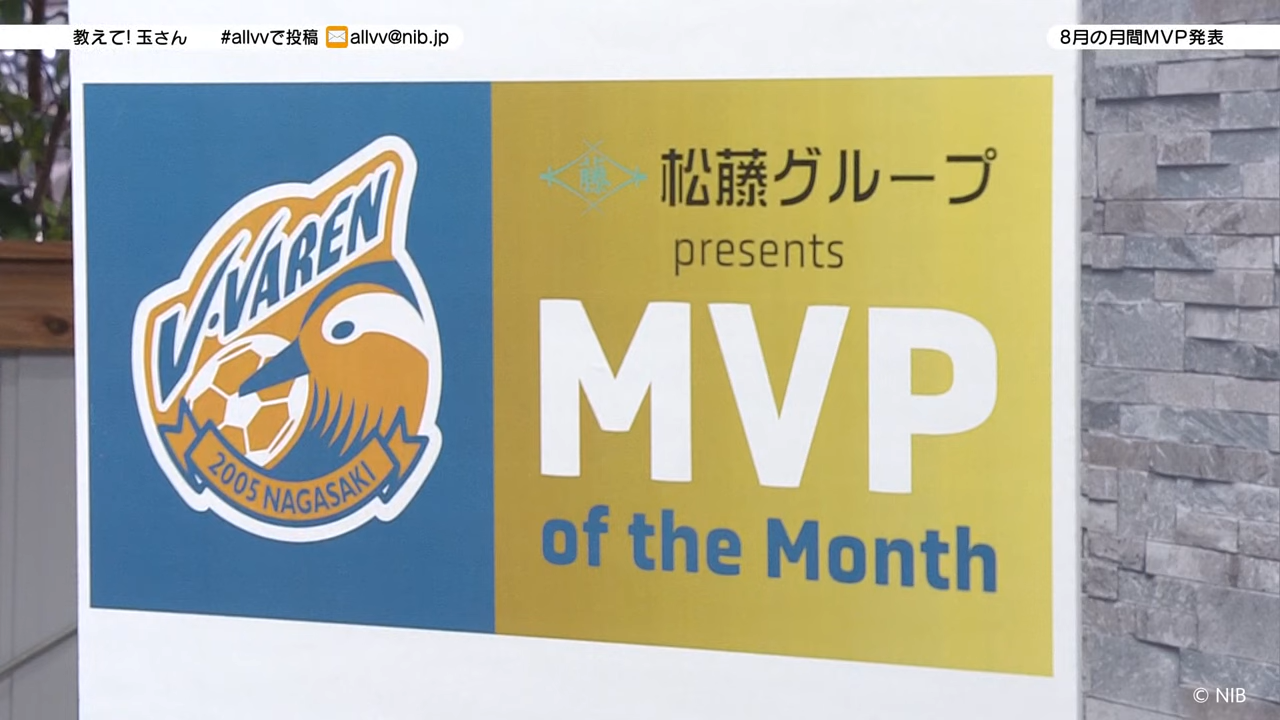 教えて! 玉さん #allvvで投稿 ✉allvv@nib.jp
8月の月間MVP発表
V・VAREN
2005 NAGASAKI
藤 松藤グループ
presents
MVP
of the Month
© NIB